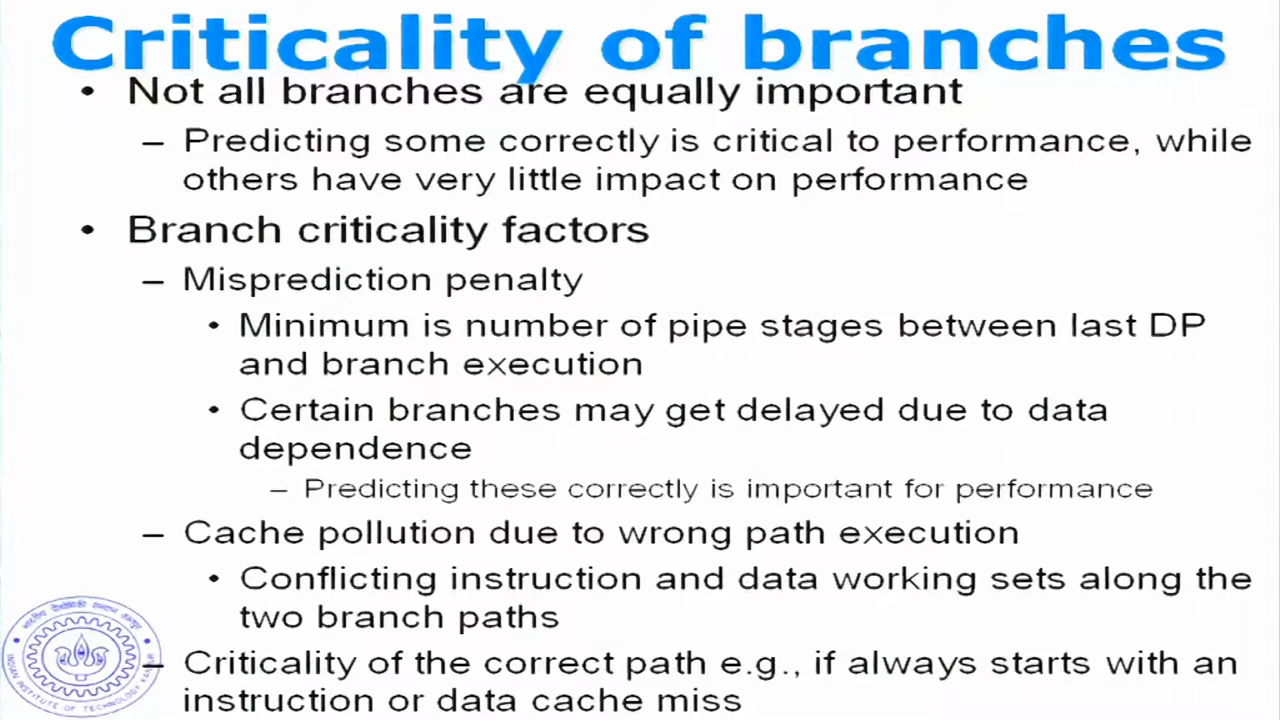 Criticality of branches
• Not all branches are equally important
– Predicting some correctly is critical to performance, while
others have very little impact on performance
• Branch criticality factors
– Misprediction penalty
• Minimum is number of pipe stages between last DP
and branch execution
• Certain branches may get delayed due to data
dependence
– Predicting these correctly is important for performance
– Cache pollution due to wrong path execution
• Conflicting instruction and data working sets along the
two branch paths
– Criticality of the correct path e.g., if always starts with an
instruction or data cache miss
INDIAN INSTITUTE OF TECHNOLOGY